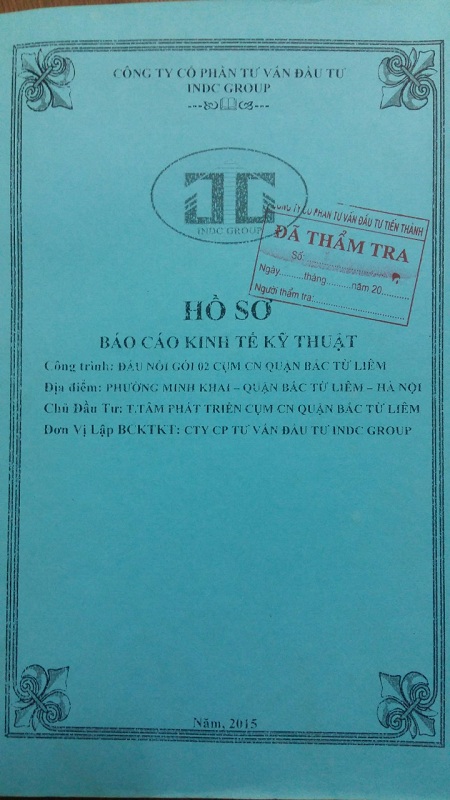 CÔNG TY CỔ PHẦN TƯ VẤN ĐẦU TƯ
INDC GROUP
INDC GROUP
CÔNG TY CỔ PHẦN TƯ VẤN ĐẦU TƯ TIẾN THÀNH
ĐÃ THẨM TRA
Số:
Ngày.........tháng.........năm 20..........
Người thẩm tra:
HỒ SƠ
BÁO CÁO KINH TẾ KỸ THUẬT
Công trình: ĐẤU NỐI GÓI 02 CỤM CN QUẬN BẮC TỪ LIÊM
Địa điểm: PHƯỜNG MINH KHAI – QUẬN BẮC TỪ LIÊM – HÀ NỘI
Chủ Đầu Tư: T.TÂM PHÁT TRIỂN CỤM CN QUẬN BẮC TỪ LIÊM
Đơn Vị Lập BCKTKT: CTY CP TƯ VẤN ĐẦU TƯ INDC GROUP
Năm, 2015